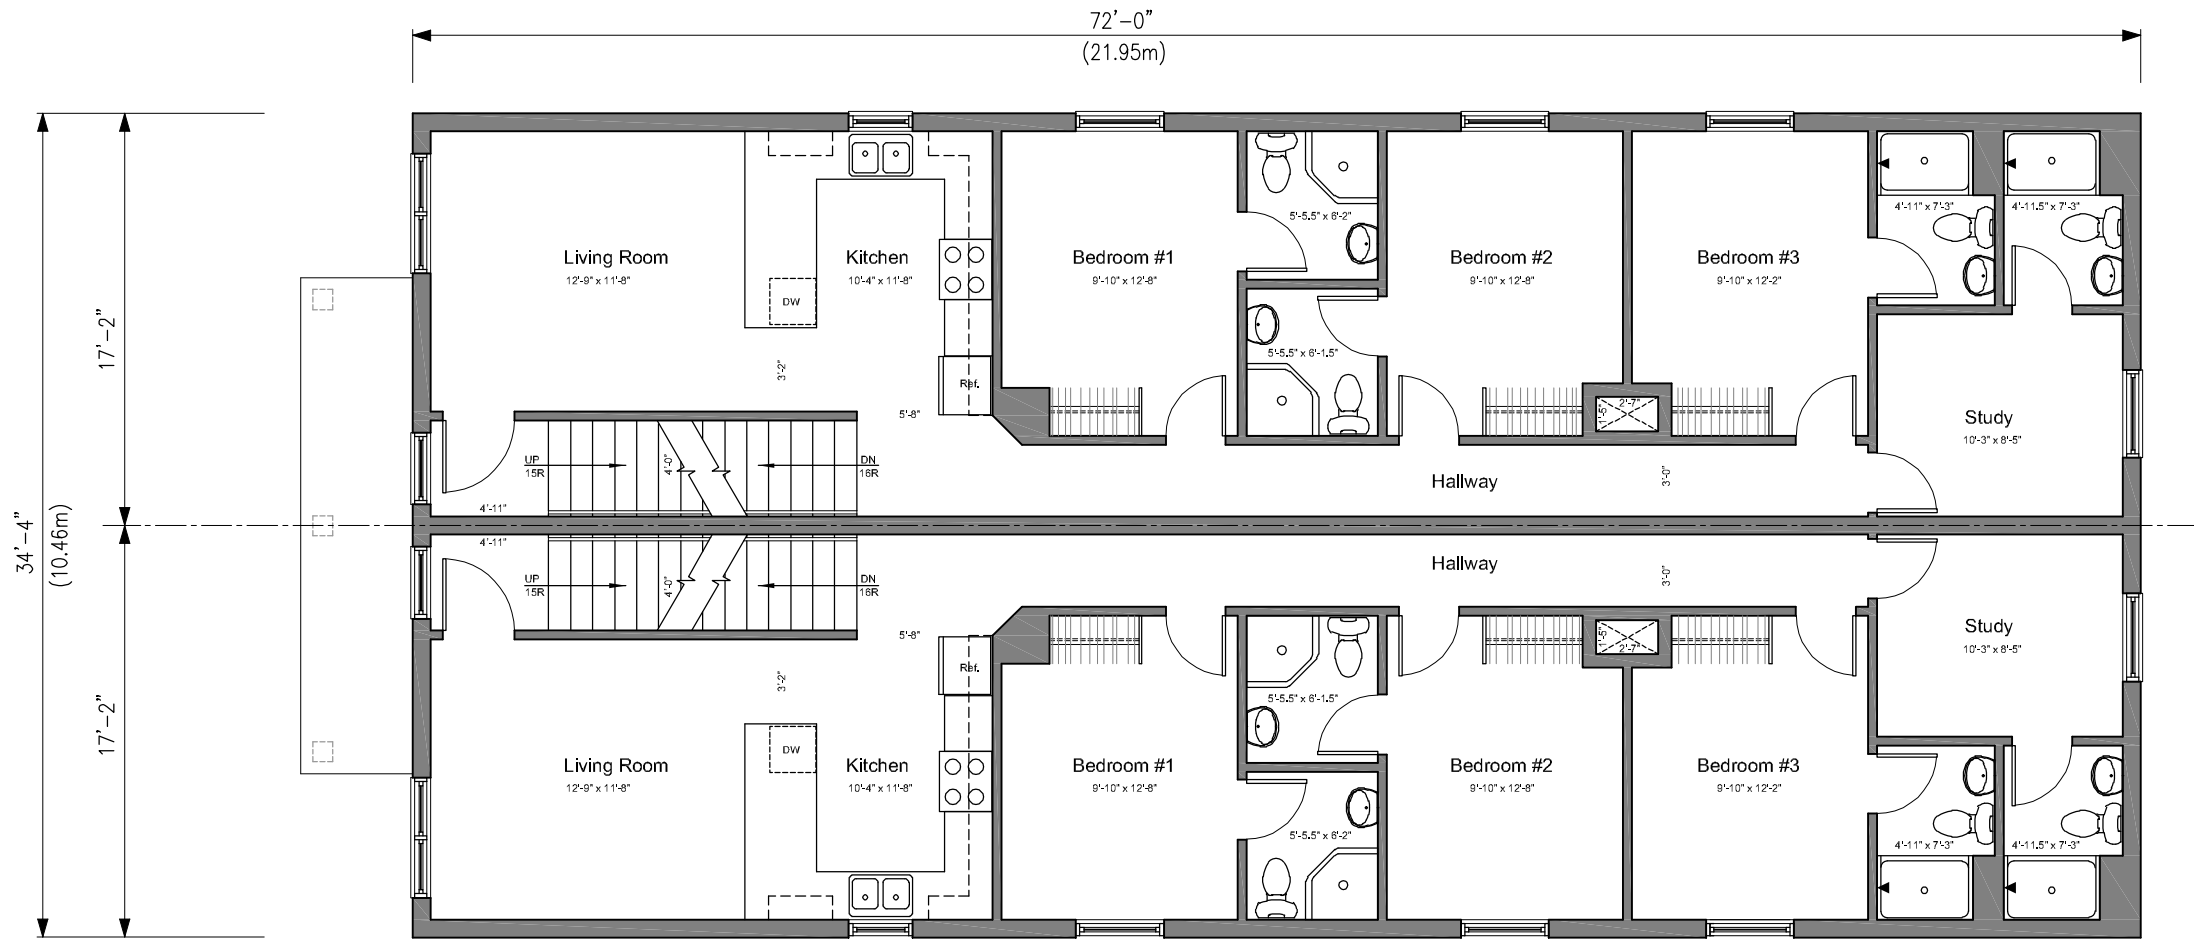 72'-0"
(21.95m)
34'-4"
(10.46m)
17'-2"
17'-2"
Living Room
12'-9" x 11'-8"
Kitchen
10'-4" x 11'-8"
DW
3'-2"
Ref.
5'-8"
Bedroom #1
9'-10" x 12'-8"
5'-5.5" x 6'-2"
5'-5.5" x 6'-1.5"
Bedroom #2
9'-10" x 12'-8"
Bedroom #3
9'-10" x 12'-2"
1'-5"
2'-7"
4'-11" x 7'-3"
4'-11.5" x 7'-3"
Study
10'-3" x 8'-5"
UP
15R
4'-0"
DN
16R
4'-11"
Hallway
3'-0"
4'-11"
UP
15R
4'-0"
DN
16R
Hallway
3'-0"
5'-8"
Ref.
3'-2"
DW
Living Room
12'-9" x 11'-8"
Kitchen
10'-4" x 11'-8"
Bedroom #1
9'-10" x 12'-8"
5'-5.5" x 6'-1.5"
5'-5.5" x 6'-2"
Bedroom #2
9'-10" x 12'-8"
1'-5"
2'-7"
Bedroom #3
9'-10" x 12'-2"
Study
10'-3" x 8'-5"
4'-11" x 7'-3"
4'-11.5" x 7'-3"